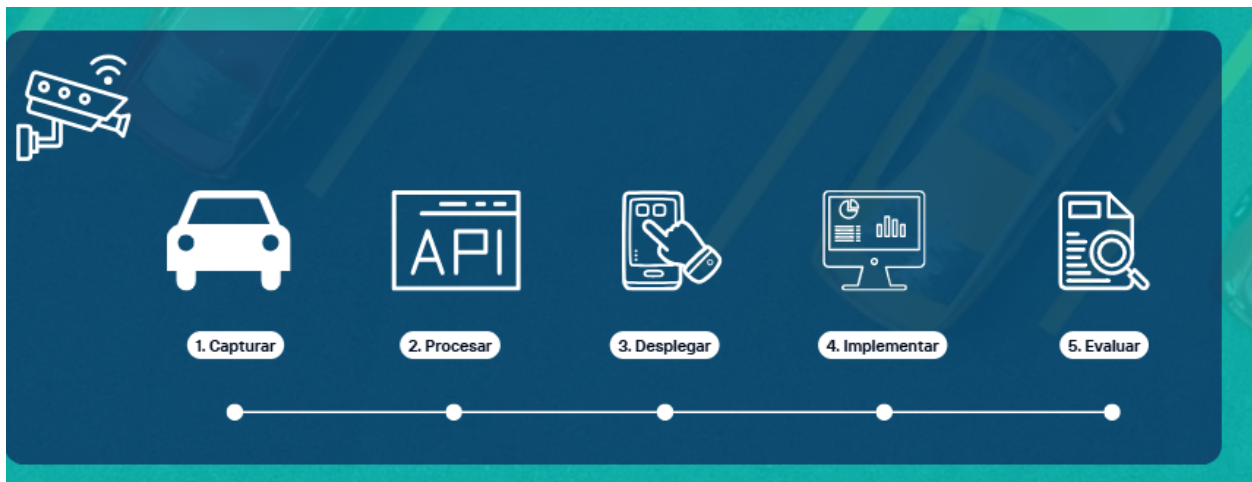 API
1. Capturar
2. Procesar
3. Desplegar
4. Implementar
5. Evaluar